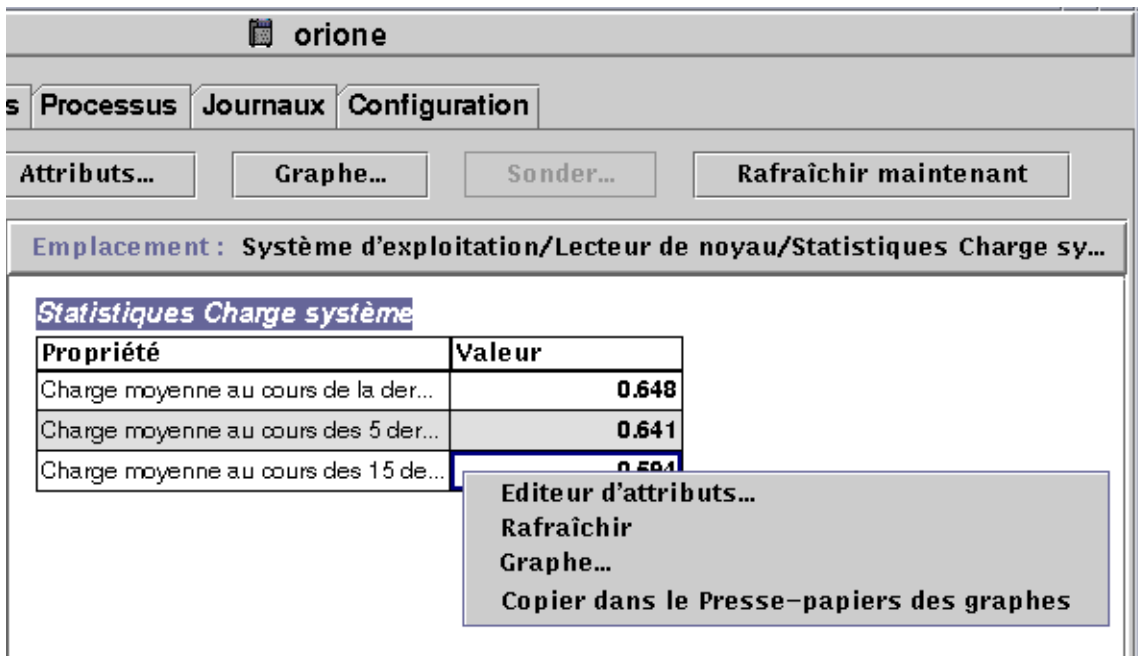 orione
s Processus Journaux Configuration
Attributs... Graphe... Sonder... Rafraîchir maintenant
Emplacement : Système d'exploitation/Lecteur de noyau/Statistiques Charge sy...
Statistiques Charge système
Propriété Valeur
Charge moyenne au cours de la der... 0.648
Charge moyenne au cours des 5 der... 0.641
Charge moyenne au cours des 15 de...
Editeur d'attributs...
Rafraîchir
Graphe...
Copier dans le Presse-papiers des graphes